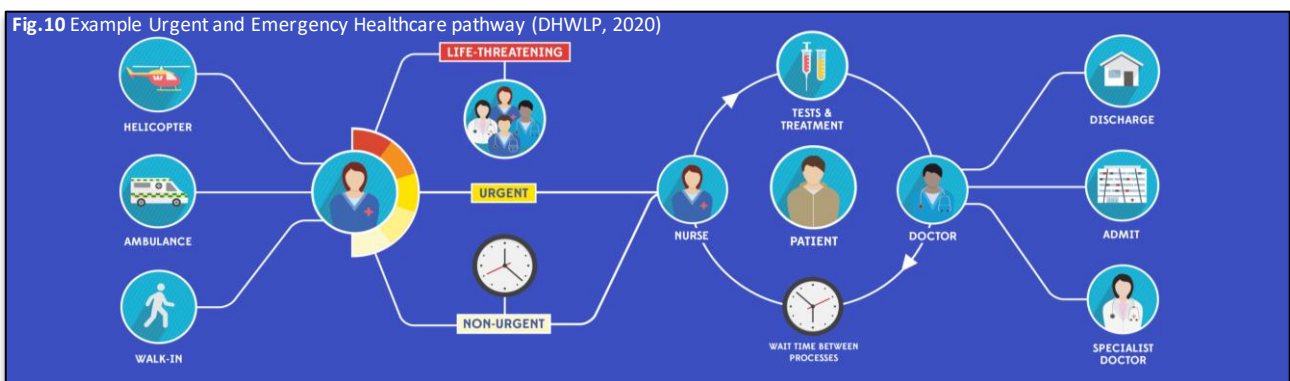 Fig.10 Example Urgent and Emergency Healthcare pathway (DHWLP, 2020)
HELICOPTER
AMBULANCE
WALK-IN
LIFE-THREATENING
URGENT
NON-URGENT
NURSE
TESTS &
TREATMENT
PATIENT
DOCTOR
WAIT TIME BETWEEN
PROCESSES
DISCHARGE
ADMIT
SPECIALIST
DOCTOR